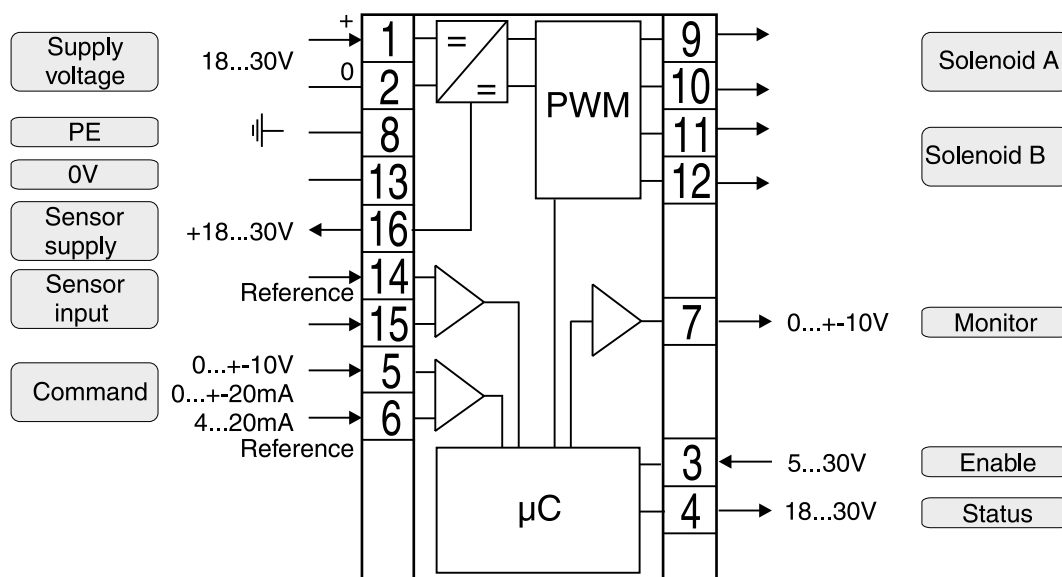 Supply
voltage
+
18...30V
0
1
2
=
=
PWM
9
10
11
12
Solenoid A
Solenoid B
PE
8
0V
13
Sensor
supply
+18...30V
16
Sensor
input
14
Reference
15
Command
0...+-10V
0...+-20mA
4...20mA
Reference
5
6
7
0...+-10V
Monitor
µC
3
5...30V
Enable
4
18...30V
Status